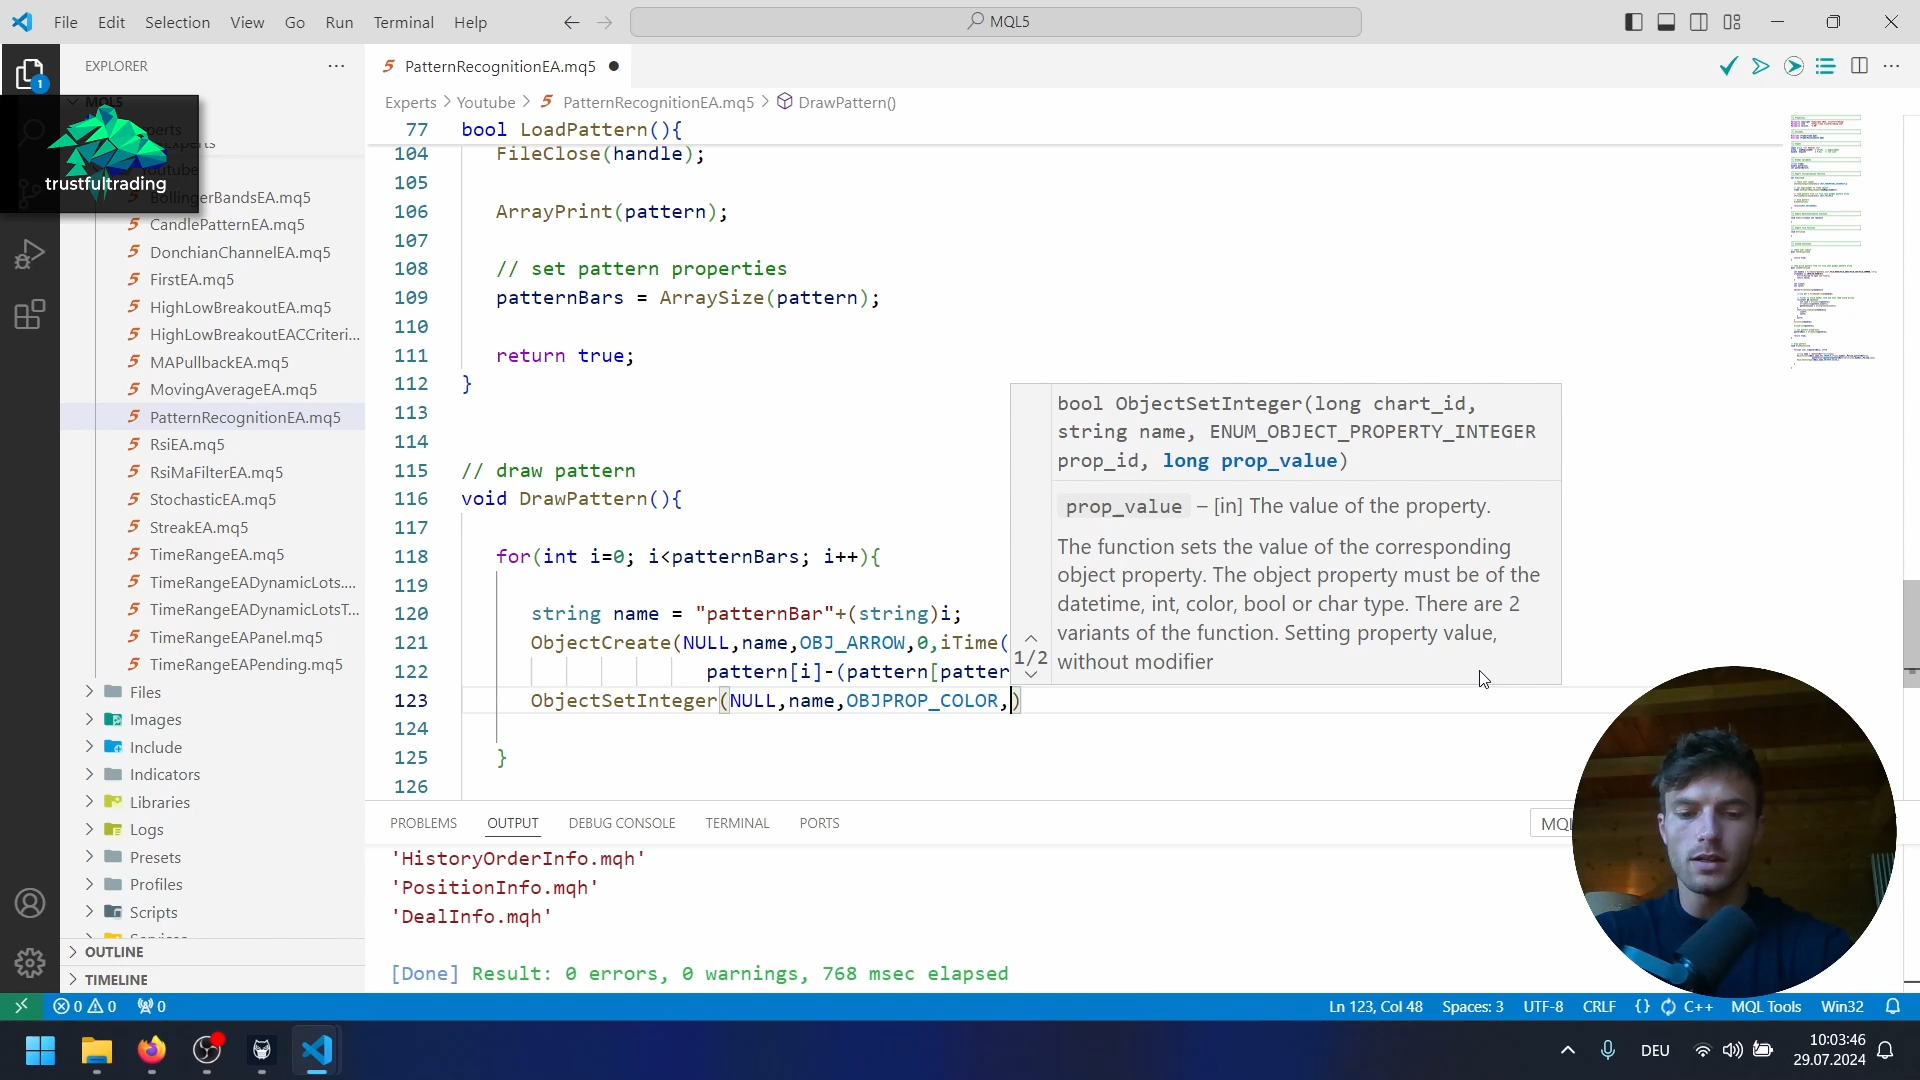 File Edit Selection View Go Run Terminal Help
MQL5
EXPLORER
PatternRecognitionEA.mq5
Experts > Youtube > PatternRecognitionEA.mq5 > DrawPattern()
trustfultrading
BollingerBandsEA.mq5
CandlePatternEA.mq5
DonchianChannelEA.mq5
FirstEA.mq5
HighLowBreakoutEA.mq5
HighLowBreakoutEACCriteri...
MAPullbackEA.mq5
MovingAverageEA.mq5
PatternRecognitionEA.mq5
RsiEA.mq5
RsiMaFilterEA.mq5
StochasticEA.mq5
StreakEA.mq5
TimeRangeEA.mq5
TimeRangeEADynamicLots....
TimeRangeEADynamicLotsT...
TimeRangeEAPanel.mq5
TimeRangeEAPending.mq5
Files
Images
Include
Indicators
Libraries
Logs
Presets
Profiles
Scripts
OUTLINE
TIMELINE
77 bool LoadPattern(){
104 FileClose(handle);
105
106 ArrayPrint(pattern);
107
108 // set pattern properties
109 patternBars = ArraySize(pattern);
110
111 return true;
112 }
113
114
115 // draw pattern
116 void DrawPattern(){
117
118 for(int i=0; i<patternBars; i++){
119
120 string name = "patternBar"+(string)i;
121 ObjectCreate(NULL,name,OBJ_ARROW,0,iTime(
122 pattern[i]-(pattern[patter
123 ObjectSetInteger(NULL,name,OBJPROP_COLOR,)
124
125 }
126
bool ObjectSetInteger(long chart_id,
string name, ENUM_OBJECT_PROPERTY_INTEGER
prop_id, long prop_value)
prop_value – [in] The value of the property.
The function sets the value of the corresponding
object property. The object property must be of the
datetime, int, color, bool or char type. There are 2
variants of the function. Setting property value,
without modifier
1/2
PROBLEMS OUTPUT DEBUG CONSOLE TERMINAL PORTS
'HistoryOrderInfo.mqh'
'PositionInfo.mqh'
'DealInfo.mqh'
[Done] Result: 0 errors, 0 warnings, 768 msec elapsed
0 0 0
Ln 123, Col 48 Spaces: 3 UTF-8 CRLF {} C++ MQL Tools Win32
DEU
10:03:46
29.07.2024